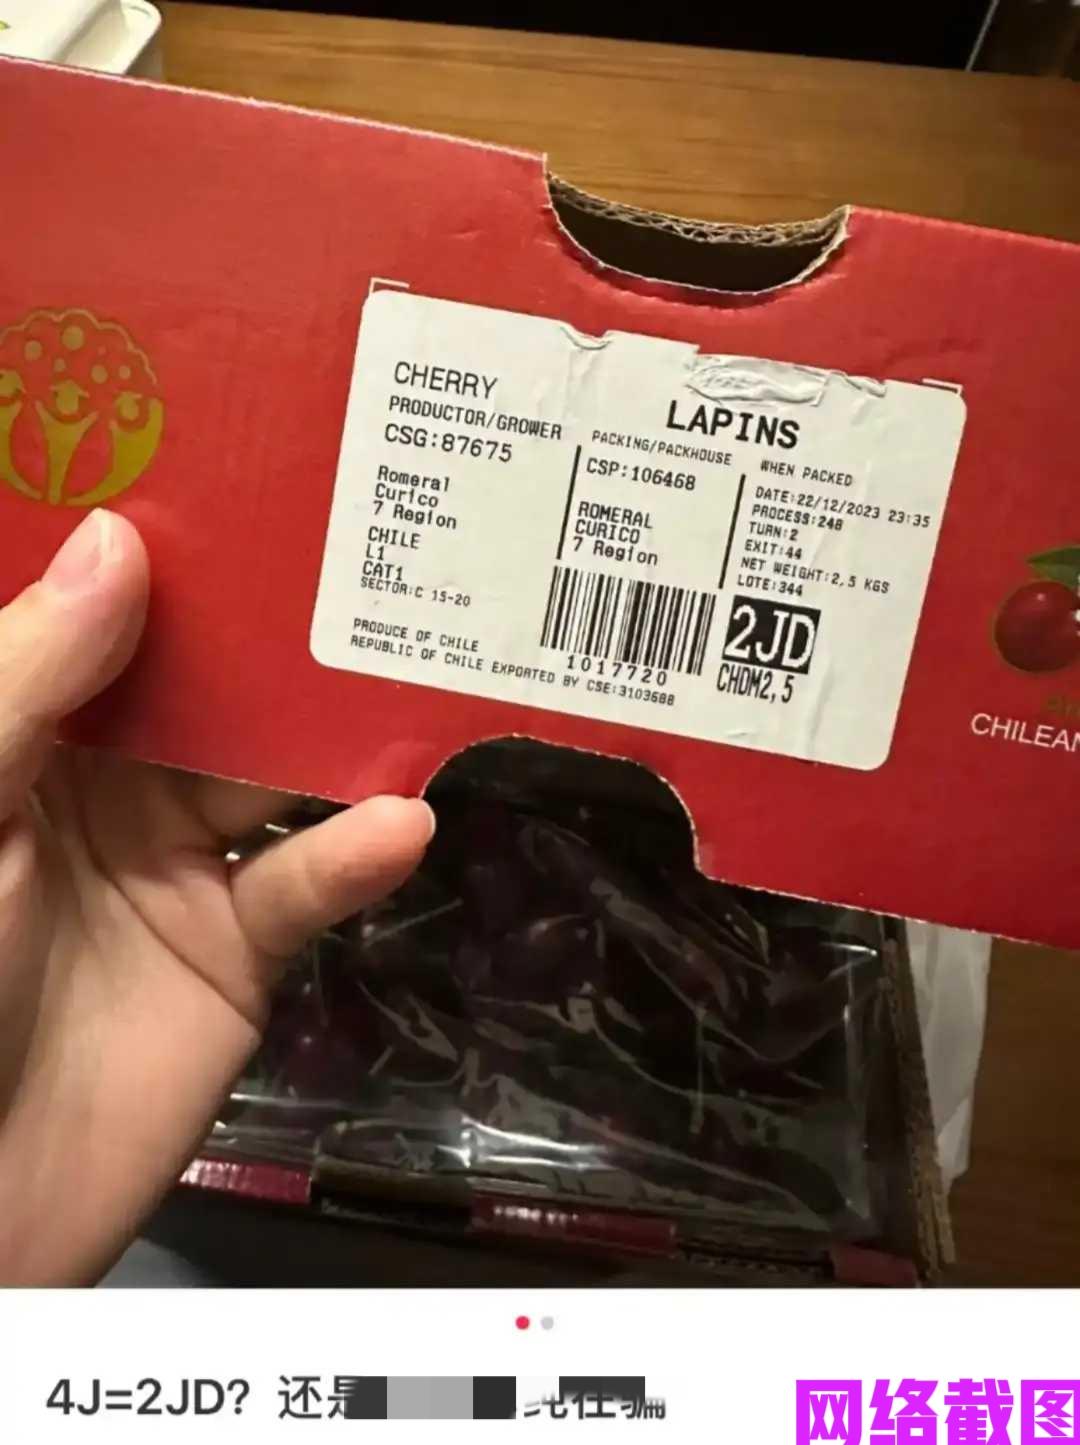 CHERRY
PRODUCTOR/GROWER
CSG:87675
Romeral
Curico
7 Region
CHILE
L1
CAT1
SECTOR:C 15-20
PRODUCE OF CHILE
REPUBLIC OF CHILE EXPORTED BY CSE:3103688
LAPINS
PACKING/PACKHOUSE
CSP:106468
ROMERAL
CURICO
7 Region
1017720
WHEN PACKED
DATE:22/12/2023 23:35
PROCESS:248
TURN:2
EXIT:44
NET WEIGHT:2,5 KGS
LOTE:344
2JD
CHDM2,5
CHILEAN
4J=2JD? 还是 纯在骗
网络截图